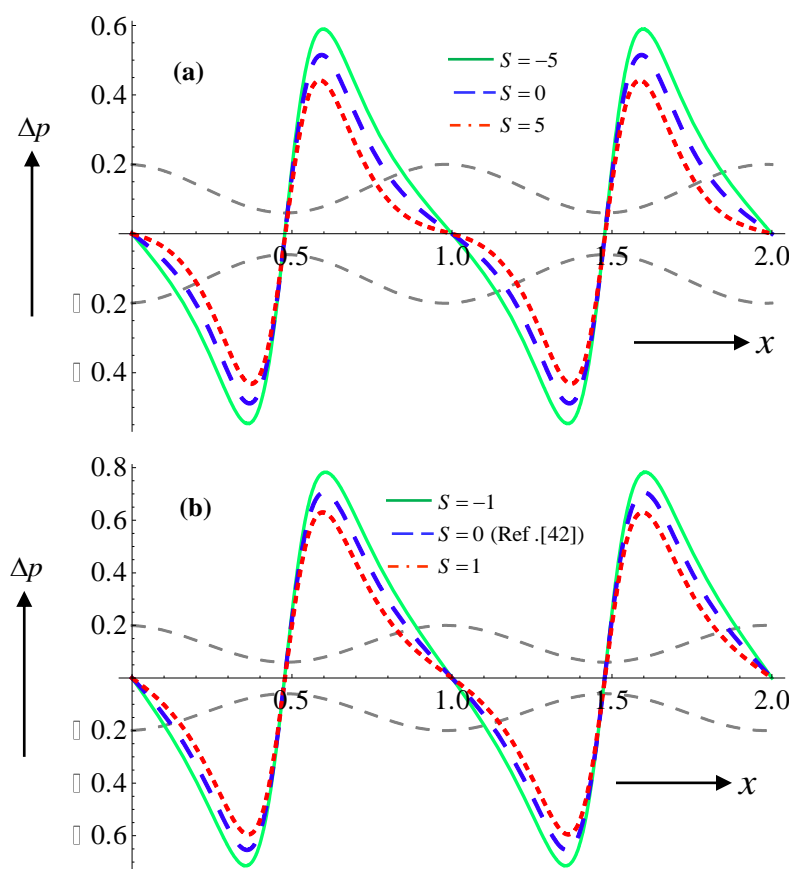 0.6
(a)
S = −5
S = 0
S = 5
0.4
Δp
0.2
0.5
1.0
1.5
2.0
▯ 0.2
x
▯ 0.4
0.8
(b)
S = −1
0.6
S = 0 (Ref .[42])
S = 1
Δp
0.4
0.2
0.5
1.0
1.5
2.0
▯ 0.2
▯ 0.4
x
▯ 0.6